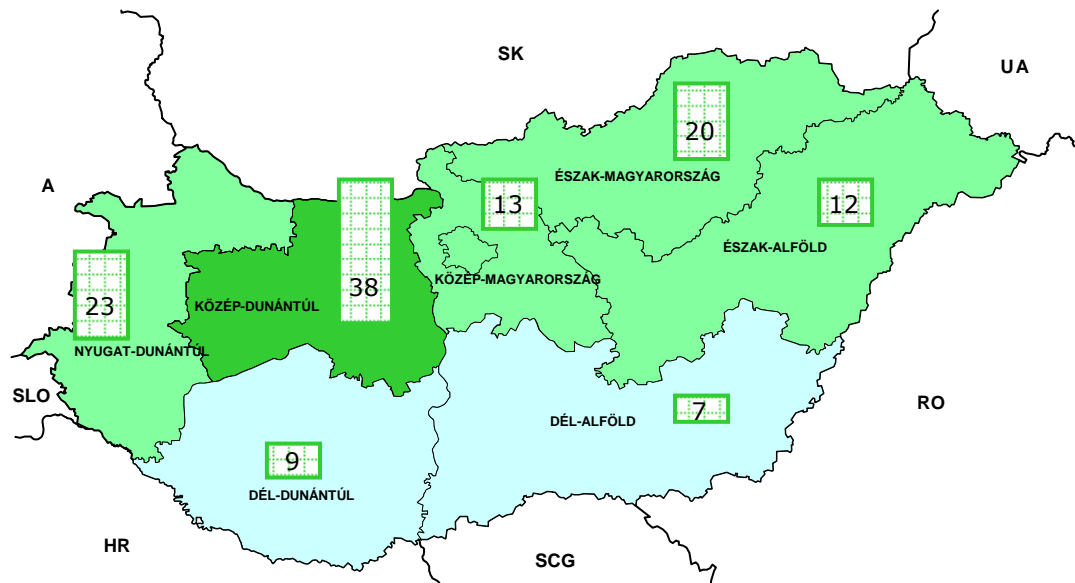 SK
UA
20
A
ÉSZAK-MAGYARORSZÁG
13
12
ÉSZAK-ALFÖLD
KÖZÉP-MAGYARORSZÁG
38
KÖZÉP-DUNÁNTÚL
23
NYUGAT-DUNÁNTÚL
SLO
RO
7
DÉL-ALFÖLD
9
DÉL-DUNÁNTÚL
HR
SCG